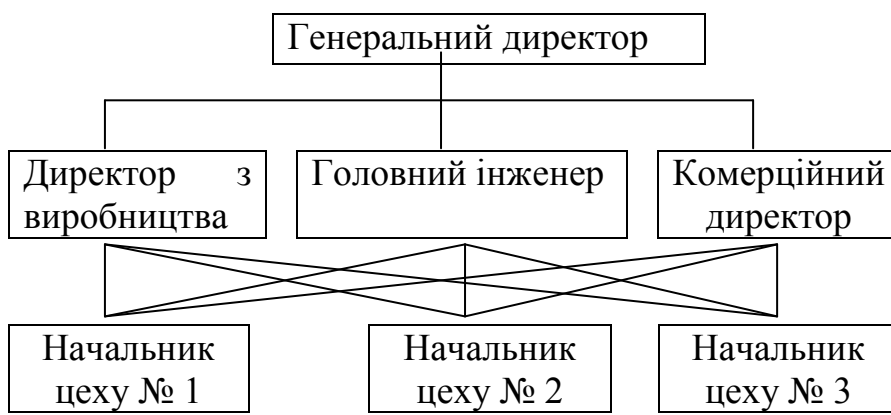 Генеральний директор
Директор з
виробництва
Головний інженер
Комерційний
директор
Начальник
цеху № 1
Начальник
цеху № 2
Начальник
цеху № 3